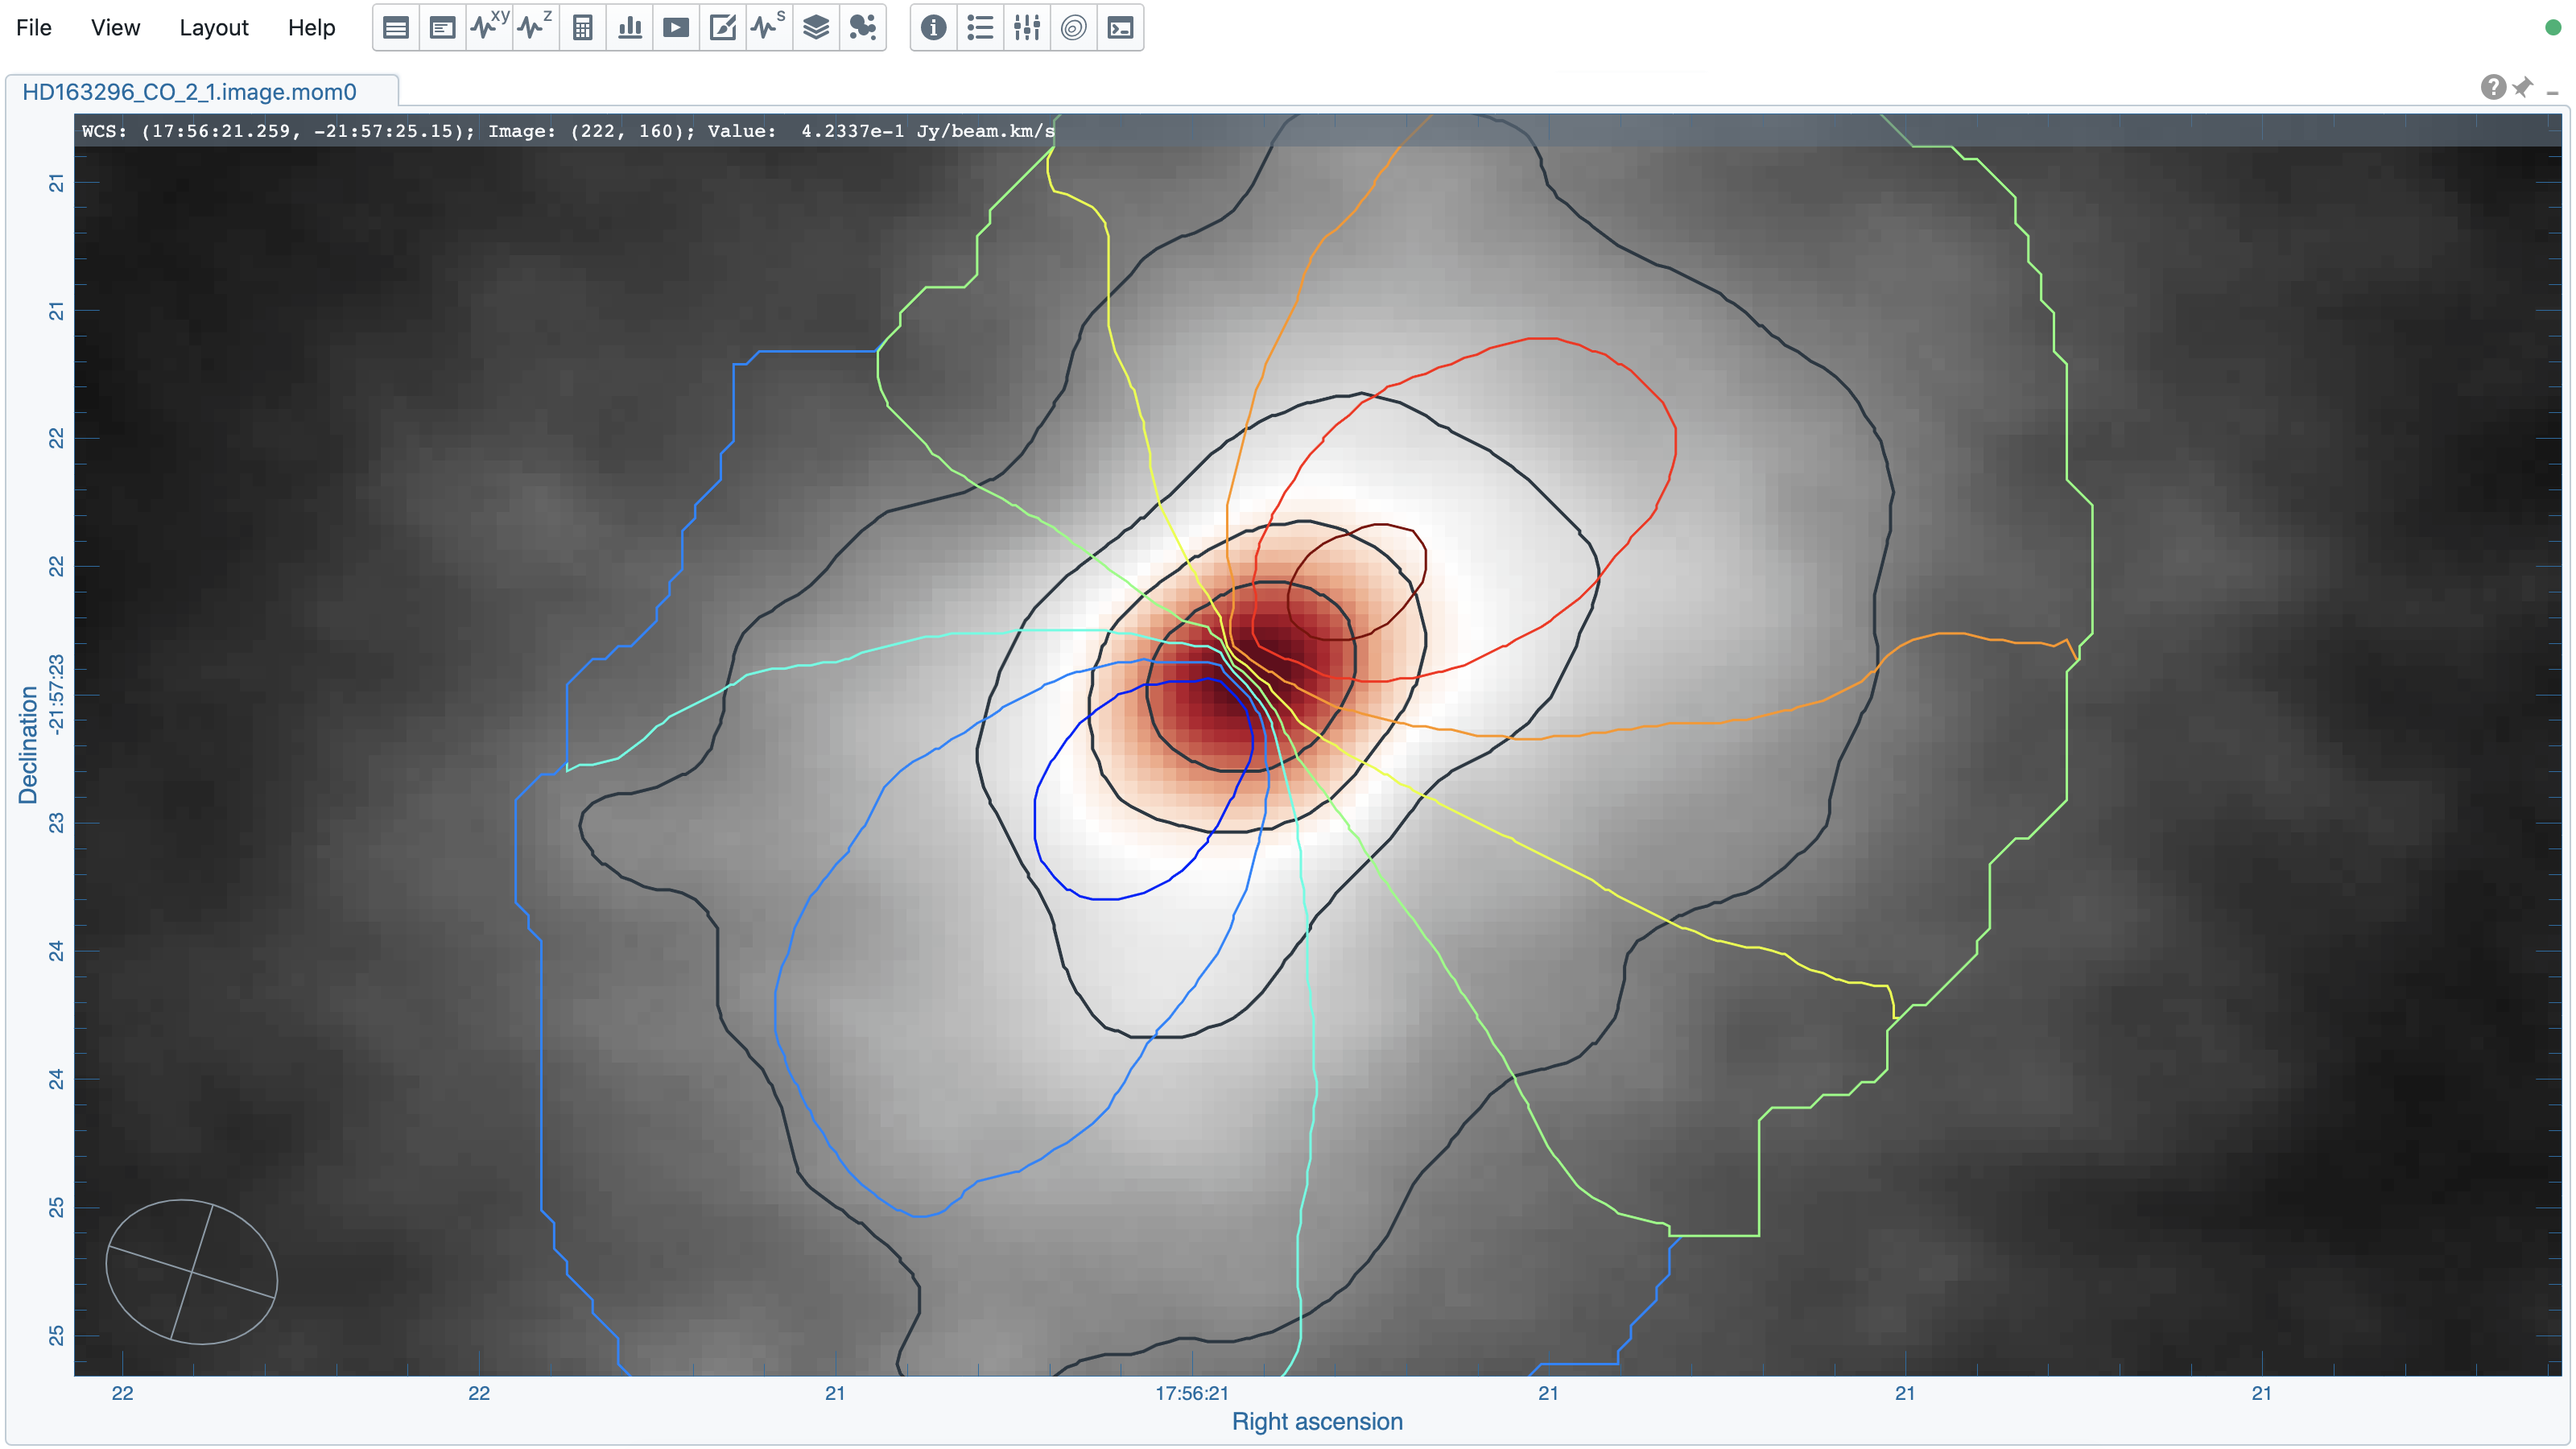 File View Layout Help
xy z s
HD163296_CO_2_1.image.mom0
WCS: (17:56:21.259, -21:57:25.15); Image: (222, 160); Value: 4.2337e-1 Jy/beam.km/s
21
21
22
22
-21:57:23
23
24
24
25
25
Declination
22 22 21 17:56:21 21 21 21
Right ascension